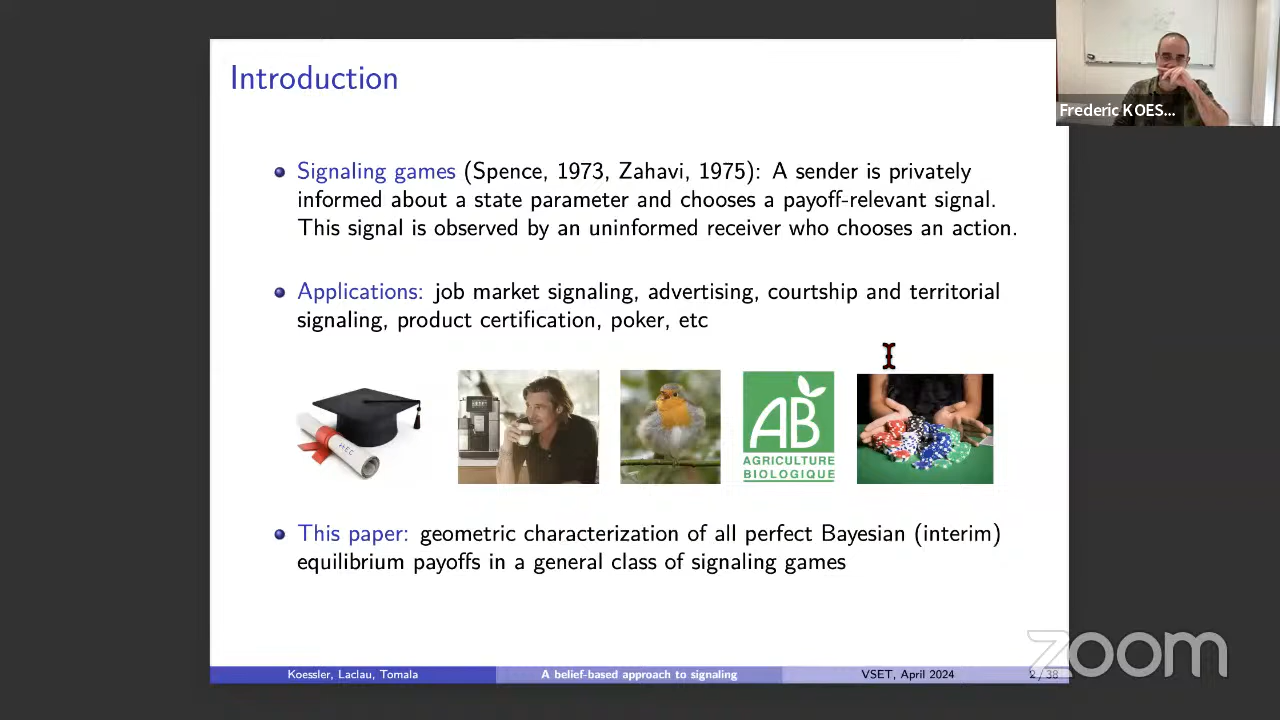 Introduction
Signaling games (Spence, 1973, Zahavi, 1975): A sender is privately
informed about a state parameter and chooses a payoff-relevant signal.
This signal is observed by an uninformed receiver who chooses an action.
Applications: job market signaling, advertising, courtship and territorial
signaling, product certification, poker, etc
HEC
AB
AGRICULTURE
BIOLOGIQUE
This paper: geometric characterization of all perfect Bayesian (interim)
equilibrium payoffs in a general class of signaling games
Koessler, Laclau, Tomala
A belief-based approach to signaling
VSET, April 2024
2 / 38
Frederic KOES...
zoom